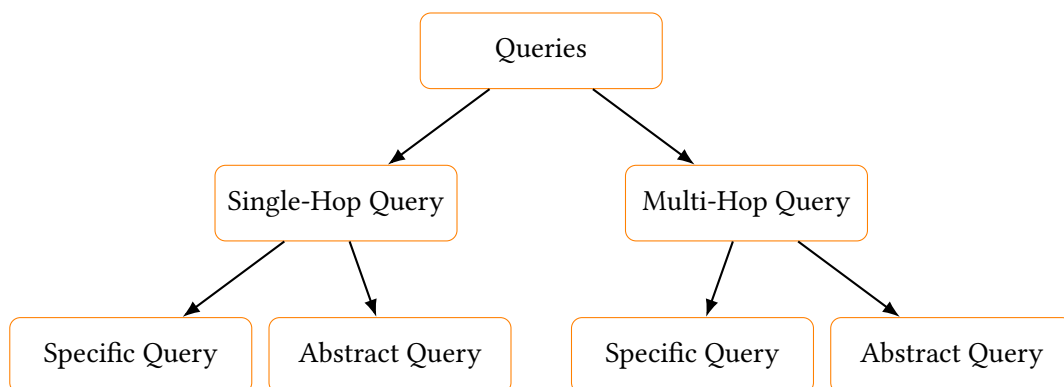 Queries
Single-Hop Query
Multi-Hop Query
Specific Query
Abstract Query
Specific Query
Abstract Query